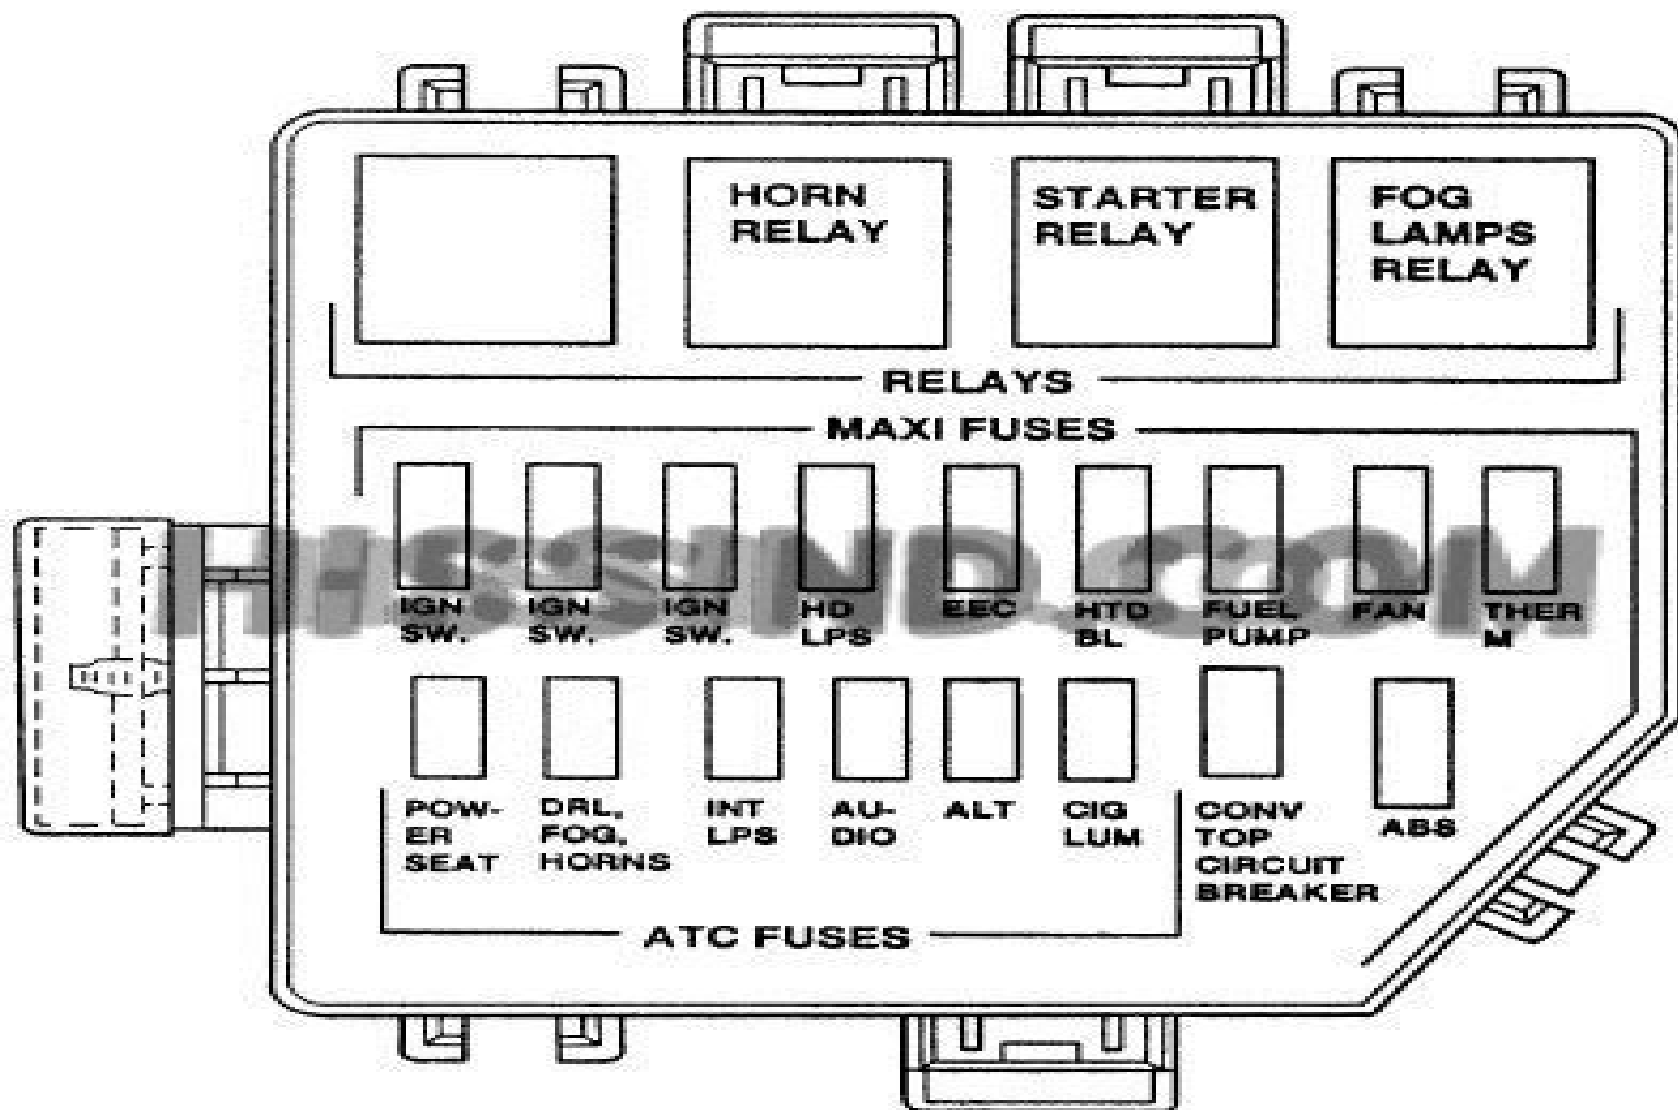 HORN
RELAY
STARTER
RELAY
FOG
LAMPS
RELAY
RELAYS
MAXI FUSES
IGN
SW.
IGN
SW.
IGN
SW.
HD
LPS
EEC
HTD
BL
FUEL
PUMP
FAN
THER
M
POW-
ER
SEAT
DRL,
FOG,
HORNS
INT
LPS
AU-
DIO
ALT
CIG
LUM
CONV
TOP
CIRCUIT
BREAKER
ABS
ATC FUSES